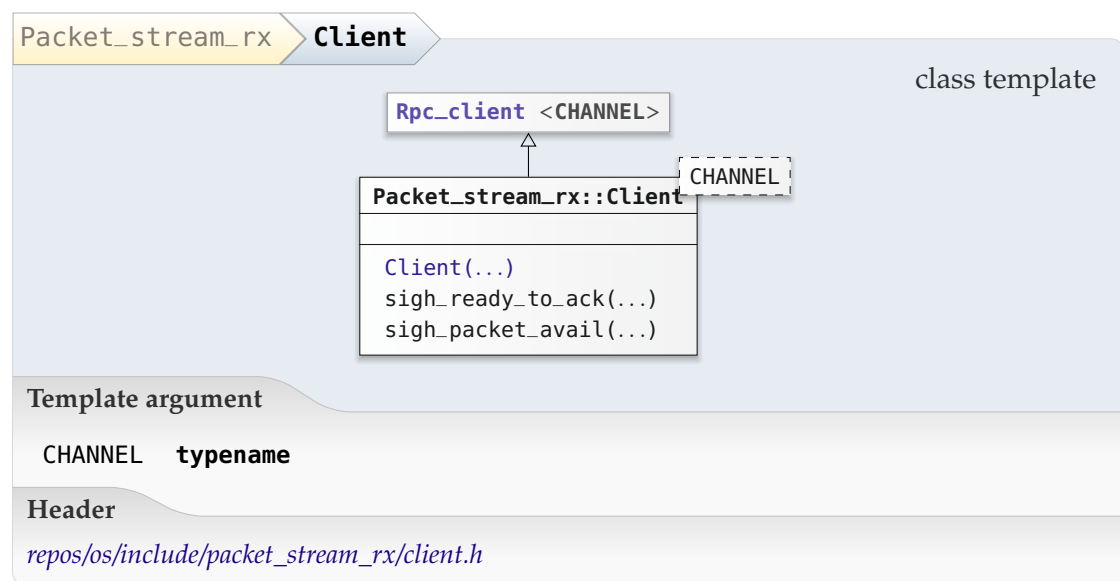 Packet_stream_rx Client
class template
Rpc_client <CHANNEL>
CHANNEL
Packet_stream_rx::Client
Client(...)
sigh_ready_to_ack(...)
sigh_packet_avail(...)
Template argument
CHANNEL typename
Header
repos/os/include/packet_stream_rx/client.h